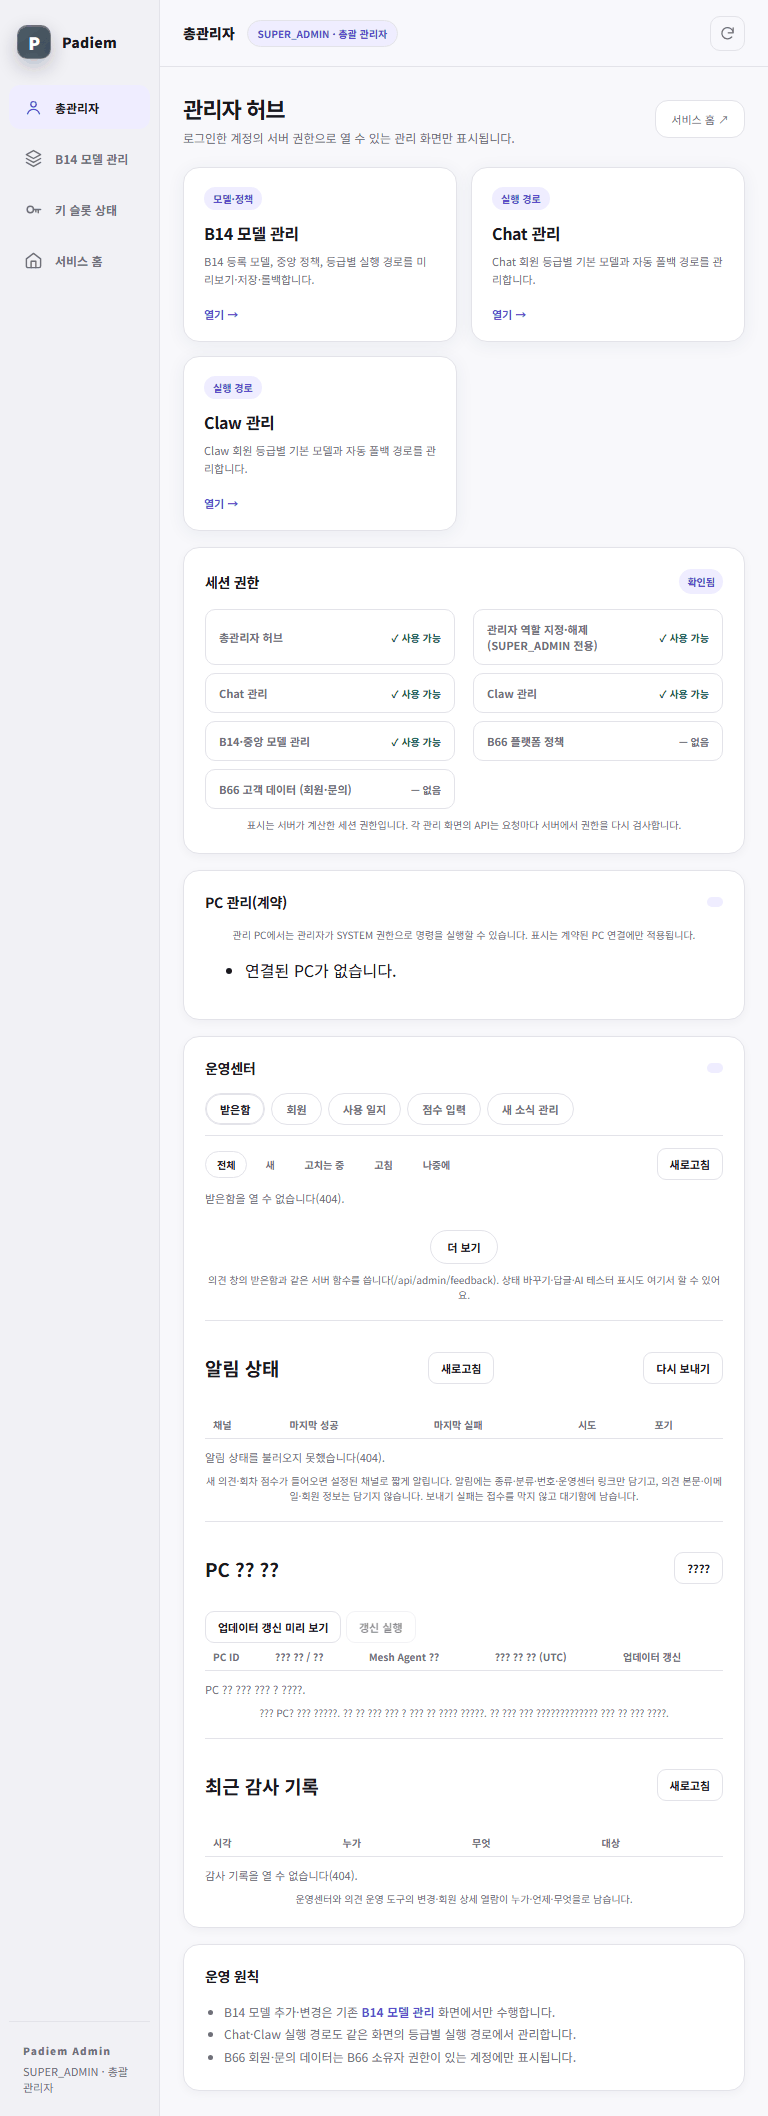 P Padiem
총관리자
B14 모델 관리
키 슬롯 상태
서비스 홈
총관리자 SUPER_ADMIN · 총괄 관리자
관리자 허브
로그인한 계정의 서버 권한으로 열 수 있는 관리 화면만 표시됩니다.
서비스 홈 ↗
모델·정책
B14 모델 관리
B14 등록 모델, 중앙 정책, 등급별 실행 경로를 미
리보기·저장·롤백합니다.
열기 →
실행 경로
Chat 관리
Chat 회원 등급별 기본 모델과 자동 폴백 경로를 관
리합니다.
열기 →
실행 경로
Claw 관리
Claw 회원 등급별 기본 모델과 자동 폴백 경로를 관
리합니다.
열기 →
세션 권한 확인됨
총관리자 허브 ✓ 사용 가능
관리자 역할 지정·해제
(SUPER_ADMIN 전용) ✓ 사용 가능
Chat 관리 ✓ 사용 가능
Claw 관리 ✓ 사용 가능
B14·중앙 모델 관리 ✓ 사용 가능
B66 플랫폼 정책 — 없음
B66 고객 데이터 (회원·문의) — 없음
표시는 서버가 계산한 세션 권한입니다. 각 관리 화면의 API는 요청마다 서버에서 권한을 다시 검사합니다.
PC 관리(계약)
관리 PC에서는 관리자가 SYSTEM 권한으로 명령을 실행할 수 있습니다. 표시는 계약된 PC 연결에만 적용됩니다.
• 연결된 PC가 없습니다.
운영센터
받은함 회원 사용 일지 점수 입력 새 소식 관리
전체 새 고치는 중 고침 나중에 새로고침
받은함을 열 수 없습니다(404).
더 보기
의견 창의 받은함과 같은 서버 함수를 씁니다(/api/admin/feedback). 상태 바꾸기·답글·AI 테스터 표시도 여기서 할 수 있어
요.
알림 상태 새로고침 다시 보내기
채널 마지막 성공 마지막 실패 시도 포기
알림 상태를 불러오지 못했습니다(404).
새 의견·회차 점수가 들어오면 설정된 채널로 짧게 알립니다. 알림에는 종류·분류·번호·운영센터 링크만 담기고, 의견 본문·이메
일·회원 정보는 담기지 않습니다. 보내기 실패는 접수를 막지 않고 대기함에 남습니다.
PC ?? ?? ????
업데이터 갱신 미리 보기 갱신 실행
PC ID ??? ?? / ?? Mesh Agent ?? ??? ?? ?? (UTC) 업데이터 갱신
PC ?? ??? ??? ? ????.
??? PC? ??? ?????. ?? ?? ??? ??? ? ??? ?? ???? ?????. ?? ??? ??? ????????????? ??? ?? ??? ????.
최근 감사 기록 새로고침
시각 누가 무엇 대상
감사 기록을 열 수 없습니다(404).
운영센터와 의견 운영 도구의 변경·회원 상세 열람이 누가·언제·무엇을로 남습니다.
운영 원칙
• B14 모델 추가·변경은 기존 B14 모델 관리 화면에서만 수행합니다.
• Chat·Claw 실행 경로도 같은 화면의 등급별 실행 경로에서 관리합니다.
• B66 회원·문의 데이터는 B66 소유자 권한이 있는 계정에만 표시됩니다.
Padiem Admin
SUPER_ADMIN · 총괄
관리자